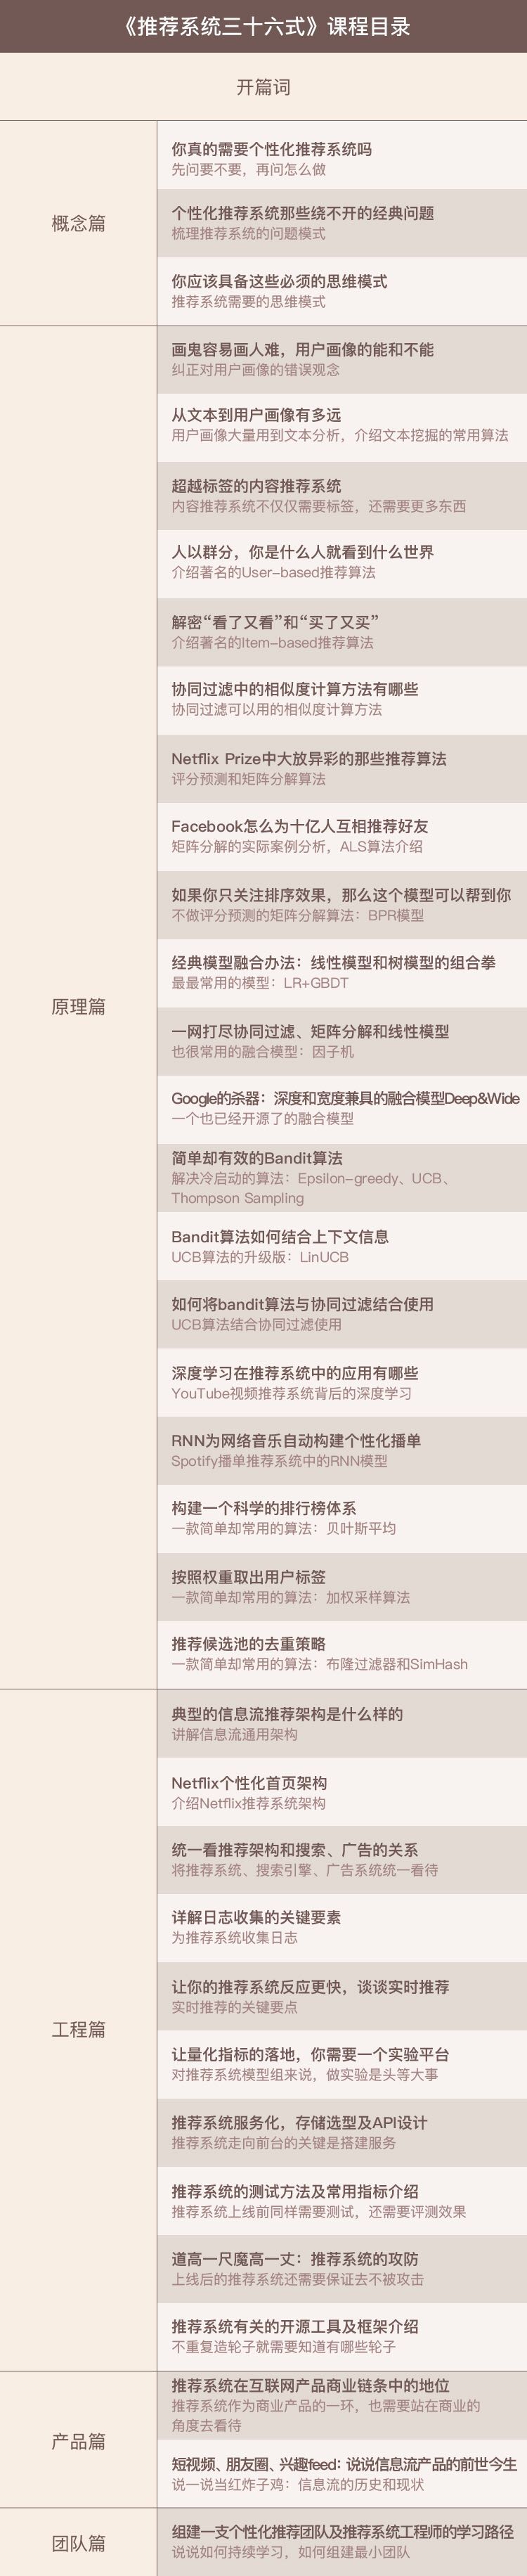 《推荐系统三十六式》课程目录
开篇词
概念篇
你真的需要个性化推荐系统吗
先问要不要，再问怎么做
个性化推荐系统那些绕不开的经典问题
梳理推荐系统的问题模式
你应该具备这些必须的思维模式
推荐系统需要的思维模式
原理篇
画鬼容易画人难，用户画像的能和不能
纠正对用户画像的错误观念
从文本到用户画像有多远
用户画像大量用到文本分析，介绍文本挖掘的常用算法
超越标签的内容推荐系统
内容推荐系统不仅仅需要标签，还需要更多东西
人以群分，你是什么人就看到什么世界
介绍著名的User-based推荐算法
解密“看了又看”和“买了又买”
介绍著名的Item-based推荐算法
协同过滤中的相似度计算方法有哪些
协同过滤可以用的相似度计算方法
Netflix Prize中大放异彩的那些推荐算法
评分预测和矩阵分解算法
Facebook怎么为十亿人互相推荐好友
矩阵分解的实际案例分析，ALS算法介绍
如果你只关注排序效果，那么这个模型可以帮到你
不做评分预测的矩阵分解算法：BPR模型
经典模型融合办法：线性模型和树模型的组合拳
最最常用的模型：LR+GBDT
一网打尽协同过滤、矩阵分解和线性模型
也很常用的融合模型：因子机
Google的杀器：深度和宽度兼具的融合模型Deep&Wide
一个也已经开源了的融合模型
简单却有效的Bandit算法
解决冷启动的算法：Epsilon-greedy、UCB、
Thompson Sampling
Bandit算法如何结合上下文信息
UCB算法的升级版：LinUCB
如何将bandit算法与协同过滤结合使用
UCB算法结合协同过滤使用
深度学习在推荐系统中的应用有哪些
YouTube视频推荐系统背后的深度学习
RNN为网络音乐自动构建个性化播单
Spotify播单推荐系统中的RNN模型
构建一个科学的排行榜体系
一款简单却常用的算法：贝叶斯平均
按照权重取出用户标签
一款简单却常用的算法：加权采样算法
推荐候选池的去重策略
一款简单却常用的算法：布隆过滤器和SimHash
工程篇
典型的信息流推荐架构是什么样的
讲解信息流通用架构
Netflix个性化首页架构
介绍Netflix推荐系统架构
统一看推荐架构和搜索、广告的关系
将推荐系统、搜索引擎、广告系统统一看待
详解日志收集的关键要素
为推荐系统收集日志
让你的推荐系统反应更快，谈谈实时推荐
实时推荐的关键要点
让量化指标的落地，你需要一个实验平台
对推荐系统模型组来说，做实验是头等大事
推荐系统服务化，存储选型及API设计
推荐系统走向前台的关键是搭建服务
推荐系统的测试方法及常用指标介绍
推荐系统上线前同样需要测试，还需要评测效果
道高一尺魔高一丈：推荐系统的攻防
上线后的推荐系统还需要保证去不被攻击
推荐系统有关的开源工具及框架介绍
不重复造轮子就需要知道有哪些轮子
产品篇
推荐系统在互联网产品商业链条中的地位
推荐系统作为商业产品的一环，也需要站在商业的
角度去看待
短视频、朋友圈、兴趣feed：说说信息流产品的前世今生
说一说当红炸子鸡：信息流的历史和现状
团队篇
组建一支个性化推荐团队及推荐系统工程师的学习路径
说说如何持续学习，如何组建最小团队